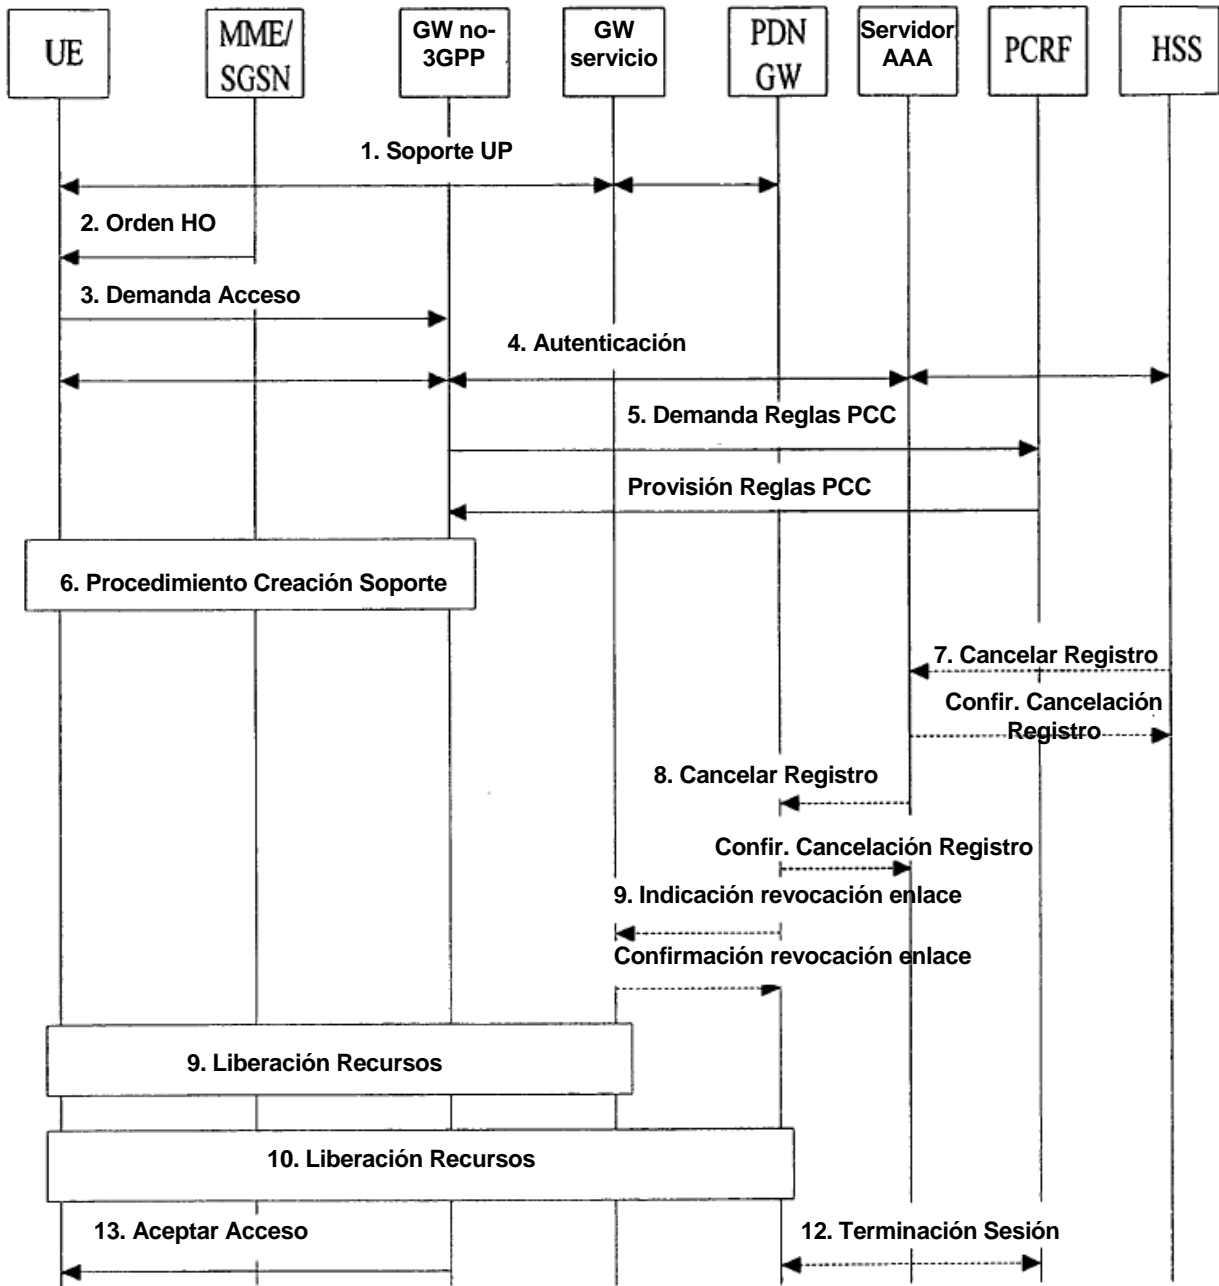 UE
MME/
SGSN
GW no-
3GPP
GW
servicio
PDN
GW
Servidor
AAA
PCRF
HSS
1. Soporte UP
2. Orden HO
3. Demanda Acceso
4. Autenticación
5. Demanda Reglas PCC
Provisión Reglas PCC
6. Procedimiento Creación Soporte
7. Cancelar Registro
Confir. Cancelación
Registro
8. Cancelar Registro
Confir. Cancelación Registro
9. Indicación revocación enlace
Confirmación revocación enlace
9. Liberación Recursos
10. Liberación Recursos
13. Aceptar Acceso
12. Terminación Sesión